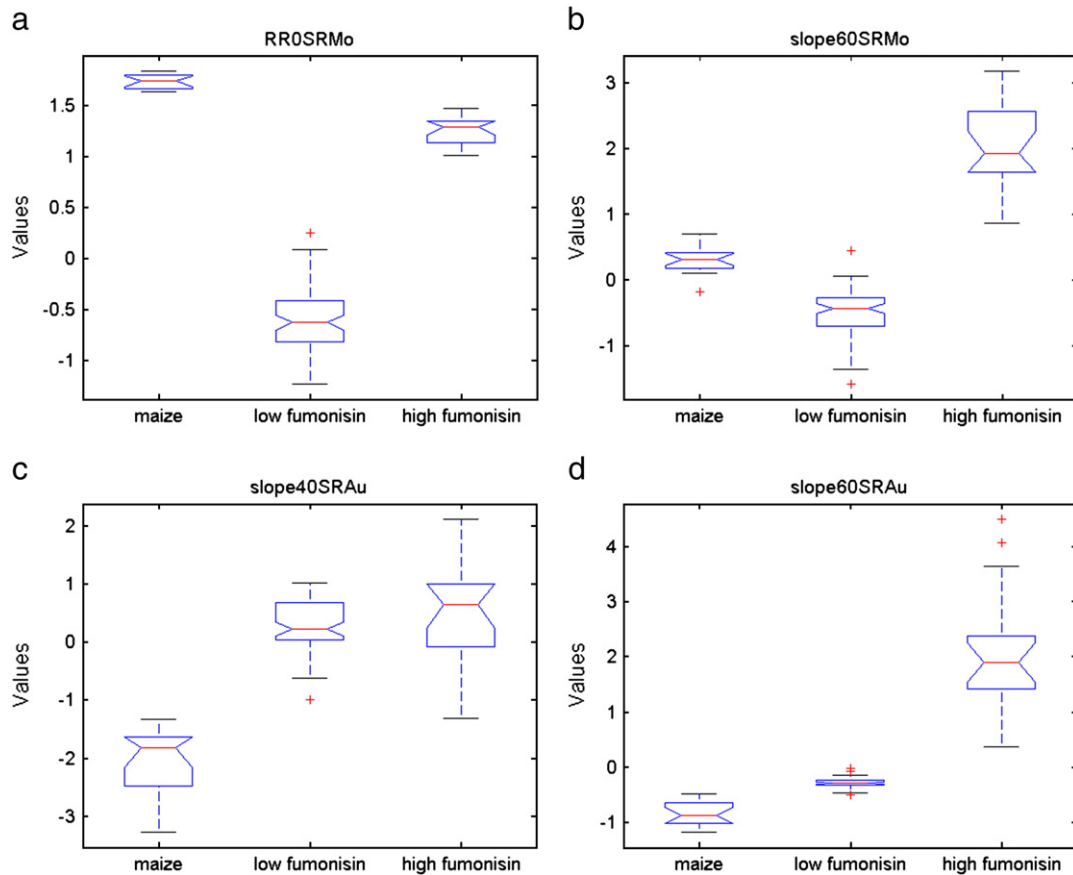 a
RR0SRMo
Values
1.5
1
0.5
0
-0.5
-1
maize low fumonisin high fumonisin
b
slope60SRMo
Values
3
2
1
0
-1
maize low fumonisin high fumonisin
c
slope40SRAu
Values
2
1
0
-1
-2
-3
maize low fumonisin high fumonisin
d
slope60SRAu
Values
4
3
2
1
0
-1
maize low fumonisin high fumonisin